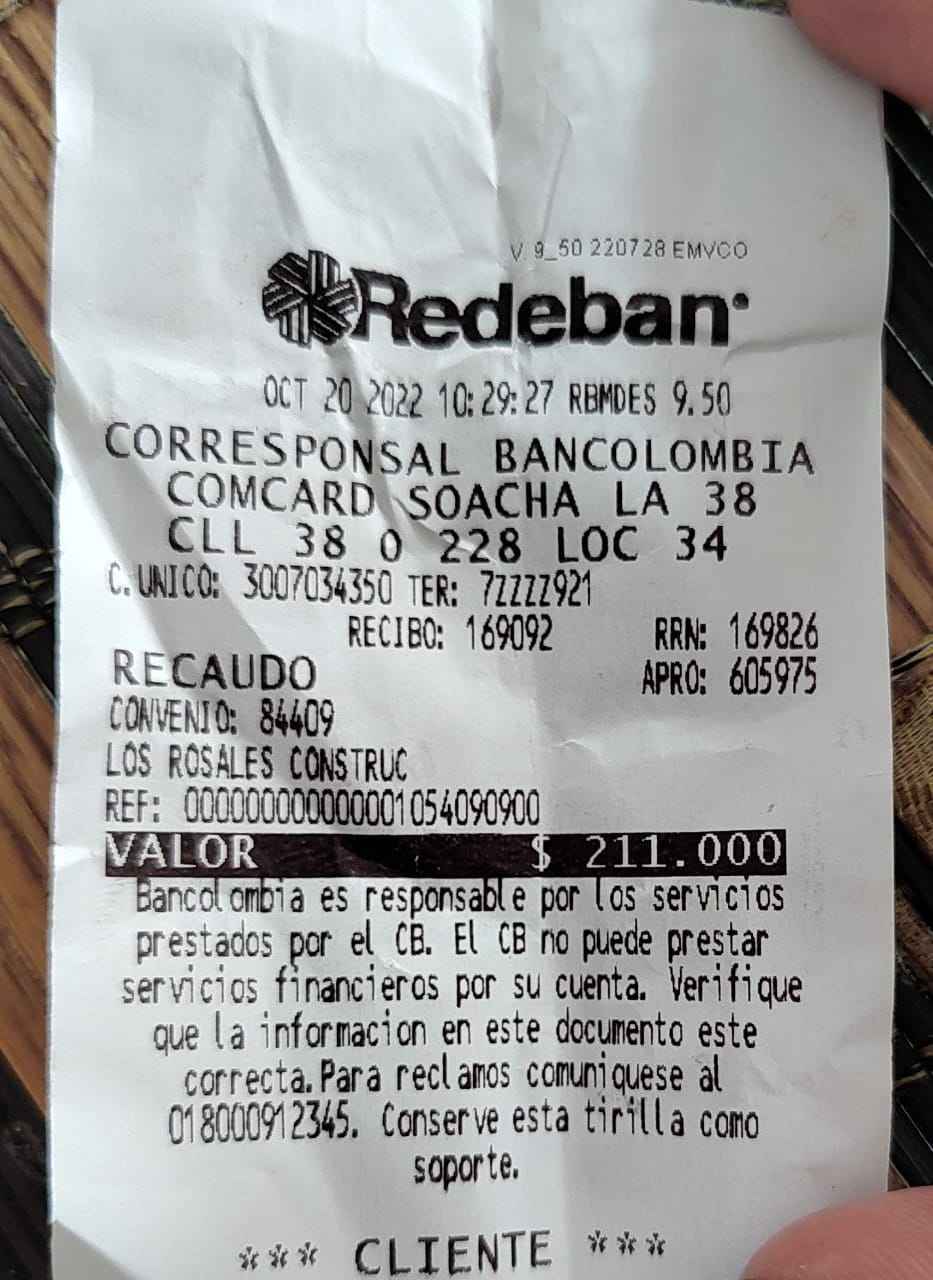 V. 9_50 220728 EMVCO
Redeban
OCT 20 2022 10:29:27 RBMDES 9.50
CORRESPONSAL BANCOLOMBIA
COMCARD SOACHA LA 38
CLL 38 O 228 LOC 34
C. UNICO: 3007034350 TER: 7ZZZZ921
RECIBO: 169092 RRN: 169826
RECAUDO APRO: 605975
CONVENIO: 84409
LOS ROSALES CONSTRUC
REF: 000000000000001054090900
VALOR $ 211.000
Bancolombia es responsable por los servicios
prestados por el CB. El CB no puede prestar
servicios financieros por su cuenta. Verifique
que la informacion en este documento este
correcta. Para reclamos comuniquese al
018000912345. Conserve esta tirilla como
soporte.
*** CLIENTE ***